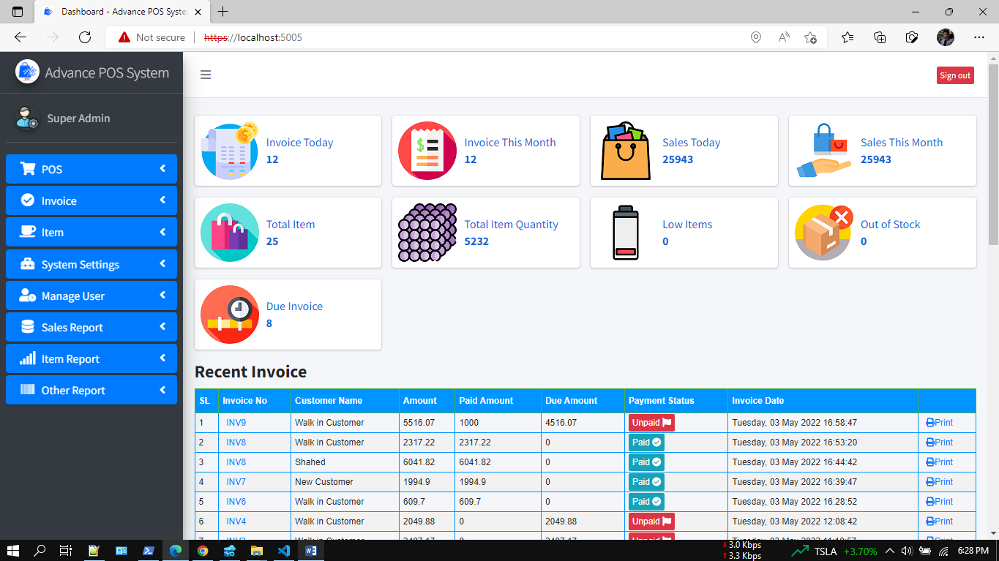 Dashboard - Advance POS Syste
Not secure
https://localhost:5005
Advance POS System
Sign out
Super Admin
POS
Invoice
Item
System Settings
Manage User
Sales Report
Item Report
Other Report
Invoice Today
12
Invoice This Month
12
Sales Today
25943
Sales This Month
25943
Total Item
25
Total Item Quantity
5232
Low Items
0
Out of Stock
0
Due Invoice
8
Recent Invoice
SL Invoice No Customer Name Amount Paid Amount Due Amount Payment Status Invoice Date
1 INV9 Walk in Customer 5516.07 1000 4516.07 Unpaid Tuesday, 03 May 2022 16:58:47 Print
2 INV8 Walk in Customer 2317.22 2317.22 0 Paid Tuesday, 03 May 2022 16:53:20 Print
3 INV8 Shahed 6041.82 6041.82 0 Paid Tuesday, 03 May 2022 16:44:42 Print
4 INV7 New Customer 1994.9 1994.9 0 Paid Tuesday, 03 May 2022 16:39:47 Print
5 INV6 Walk in Customer 609.7 609.7 0 Paid Tuesday, 03 May 2022 16:28:52 Print
6 INV4 Walk in Customer 2049.88 0 2049.88 Unpaid Tuesday, 03 May 2022 12:08:42 Print
3.0 Kbps
3.3 Kbps
TSLA +3.70%
6:28 PM